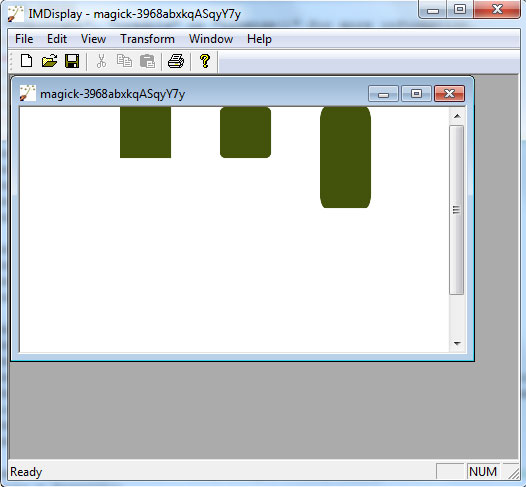 IMDisplay - magick-3968abxkqASqyY7y
File Edit View Transform Window Help
magick-3968abxkqASqyY7y
Ready NUM